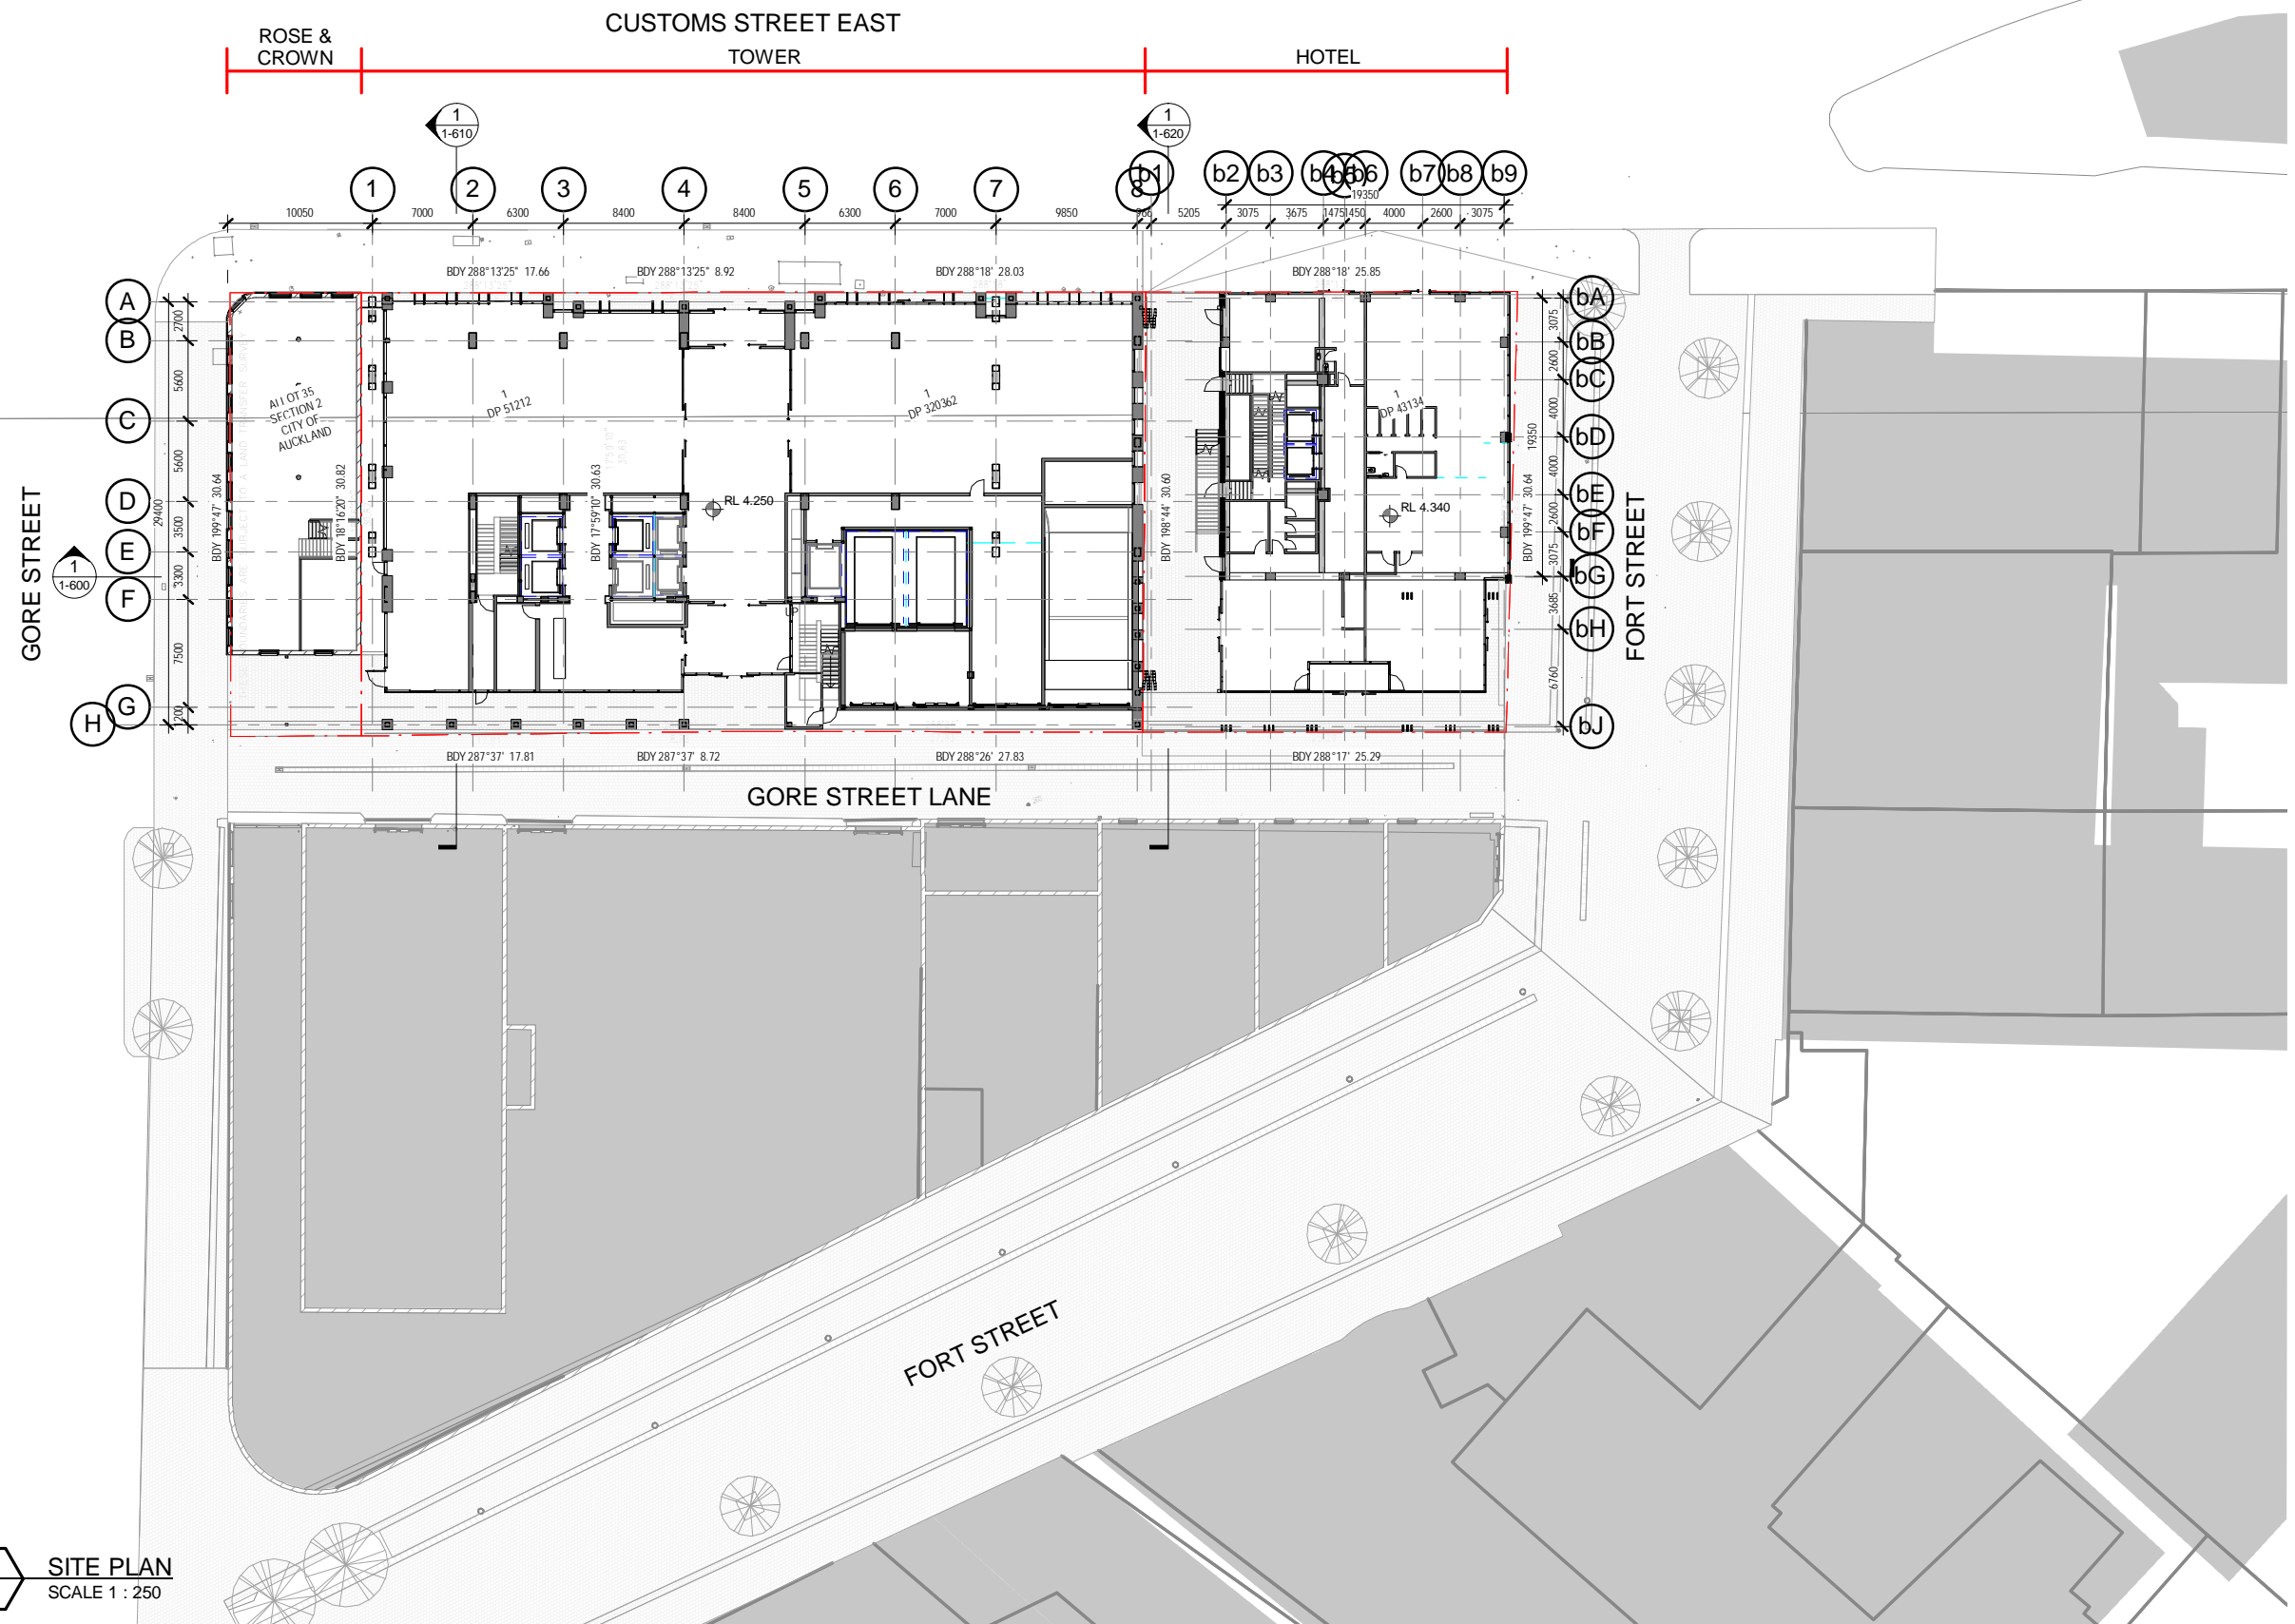 CUSTOMS STREET EAST
ROSE &
CROWN
TOWER
HOTEL
1
1-610
1
1-620
1
2
3
4
5
6
7
8
b1
b2
b3
b4
b5
b6
b7
b8
b9
19350
10050
7000
6300
8400
8400
6300
7000
9850
966
5205
3075
3675
1475
1450
4000
2600
3075
BDY 288°13'25" 17.66
BDY 288°13'25" 8.92
BDY 288°18' 28.03
BDY 288°18' 25.85
A
B
C
D
E
F
G
H
2700
5600
5600
3500
3300
7500
1200
29400
bA
bB
bC
bD
bE
bF
bG
bH
bJ
3075
2600
4000
4000
2600
3075
3685
6760
19350
GORE STREET
1
1-600
ALLOT 35
SECTION 2
CITY OF
AUCKLAND
1
DP 51212
1
DP 320362
1
DP 43134
BDY 199°47' 30.64
BDY 18°16'20" 30.82
BDY 17°59'10" 30.63
BDY 198°44' 30.60
BDY 199°47' 30.64
RL 4.250
RL 4.340
UP
FORT STREET
BDY 287°37' 17.81
BDY 287°37' 8.72
BDY 288°26' 27.83
BDY 288°17' 25.29
GORE STREET LANE
FORT STREET
SITE PLAN
SCALE 1 : 250